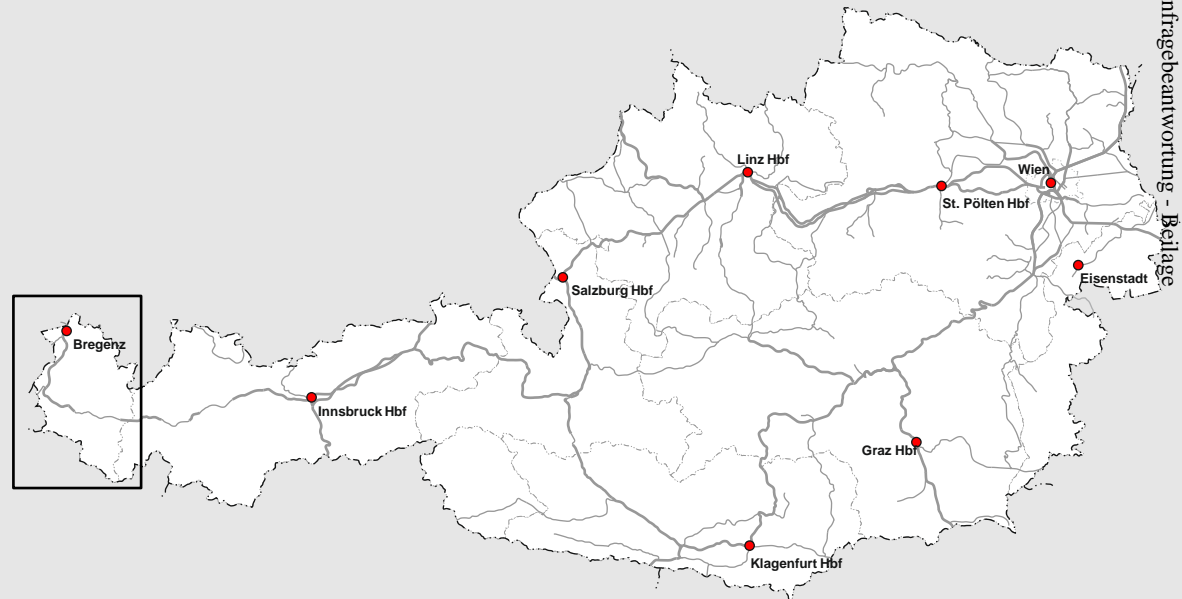 nfragebeantwortung - Beilage
Linz Hbf
Wien
St. Pölten Hbf
Eisenstadt
Salzburg Hbf
Bregenz
Innsbruck Hbf
Graz Hbf
Klagenfurt Hbf